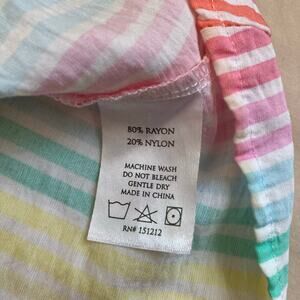 80% RAYON
20% NYLON
MACHINE WASH
DO NOT BLEACH
GENTLE DRY
MADE IN CHINA
RN# 151212